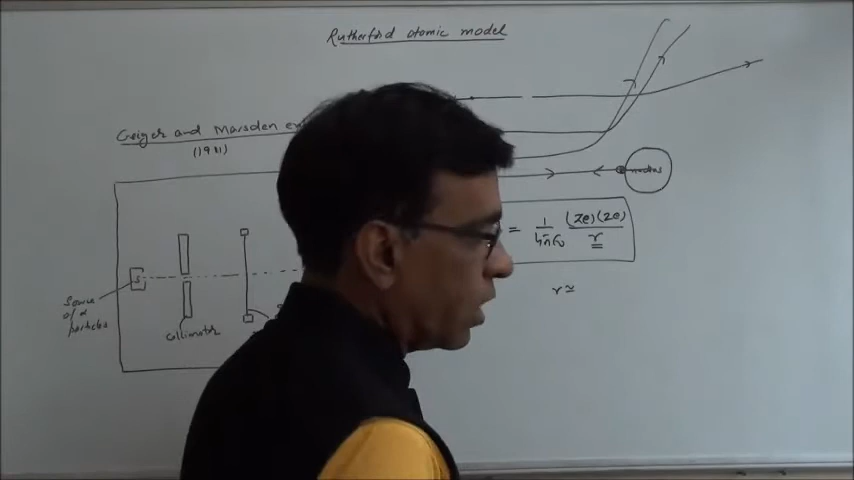 Rutherford atomic model
Geiger and Marsden
(1911)
S
Source
of α
particles
Collimator
nucleus
= 1/4πε₀ (Ze)(2e)/r
r ≅